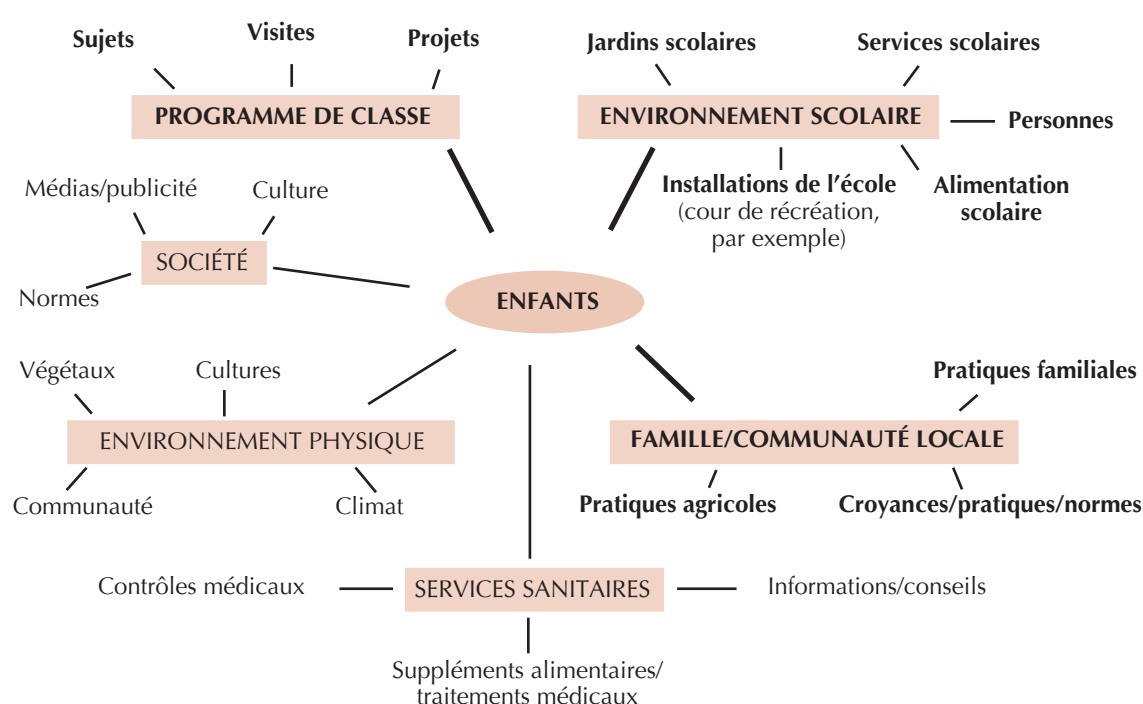 Sujets
Visites
Projets
PROGRAMME DE CLASSE
Jardins scolaires
Services scolaires
ENVIRONNEMENT SCOLAIRE
Personnes
Installations de l’école
(cour de récréation,
par exemple)
Alimentation
scolaire
Médias/publicité
Culture
SOCIÉTÉ
Normes
ENFANTS
Végétaux
Cultures
ENVIRONNEMENT PHYSIQUE
Communauté
Climat
Pratiques familiales
FAMILLE/COMMUNAUTÉ LOCALE
Pratiques agricoles
Croyances/pratiques/normes
Contrôles médicaux
SERVICES SANITAIRES
Informations/conseils
Suppléments alimentaires/
traitements médicaux